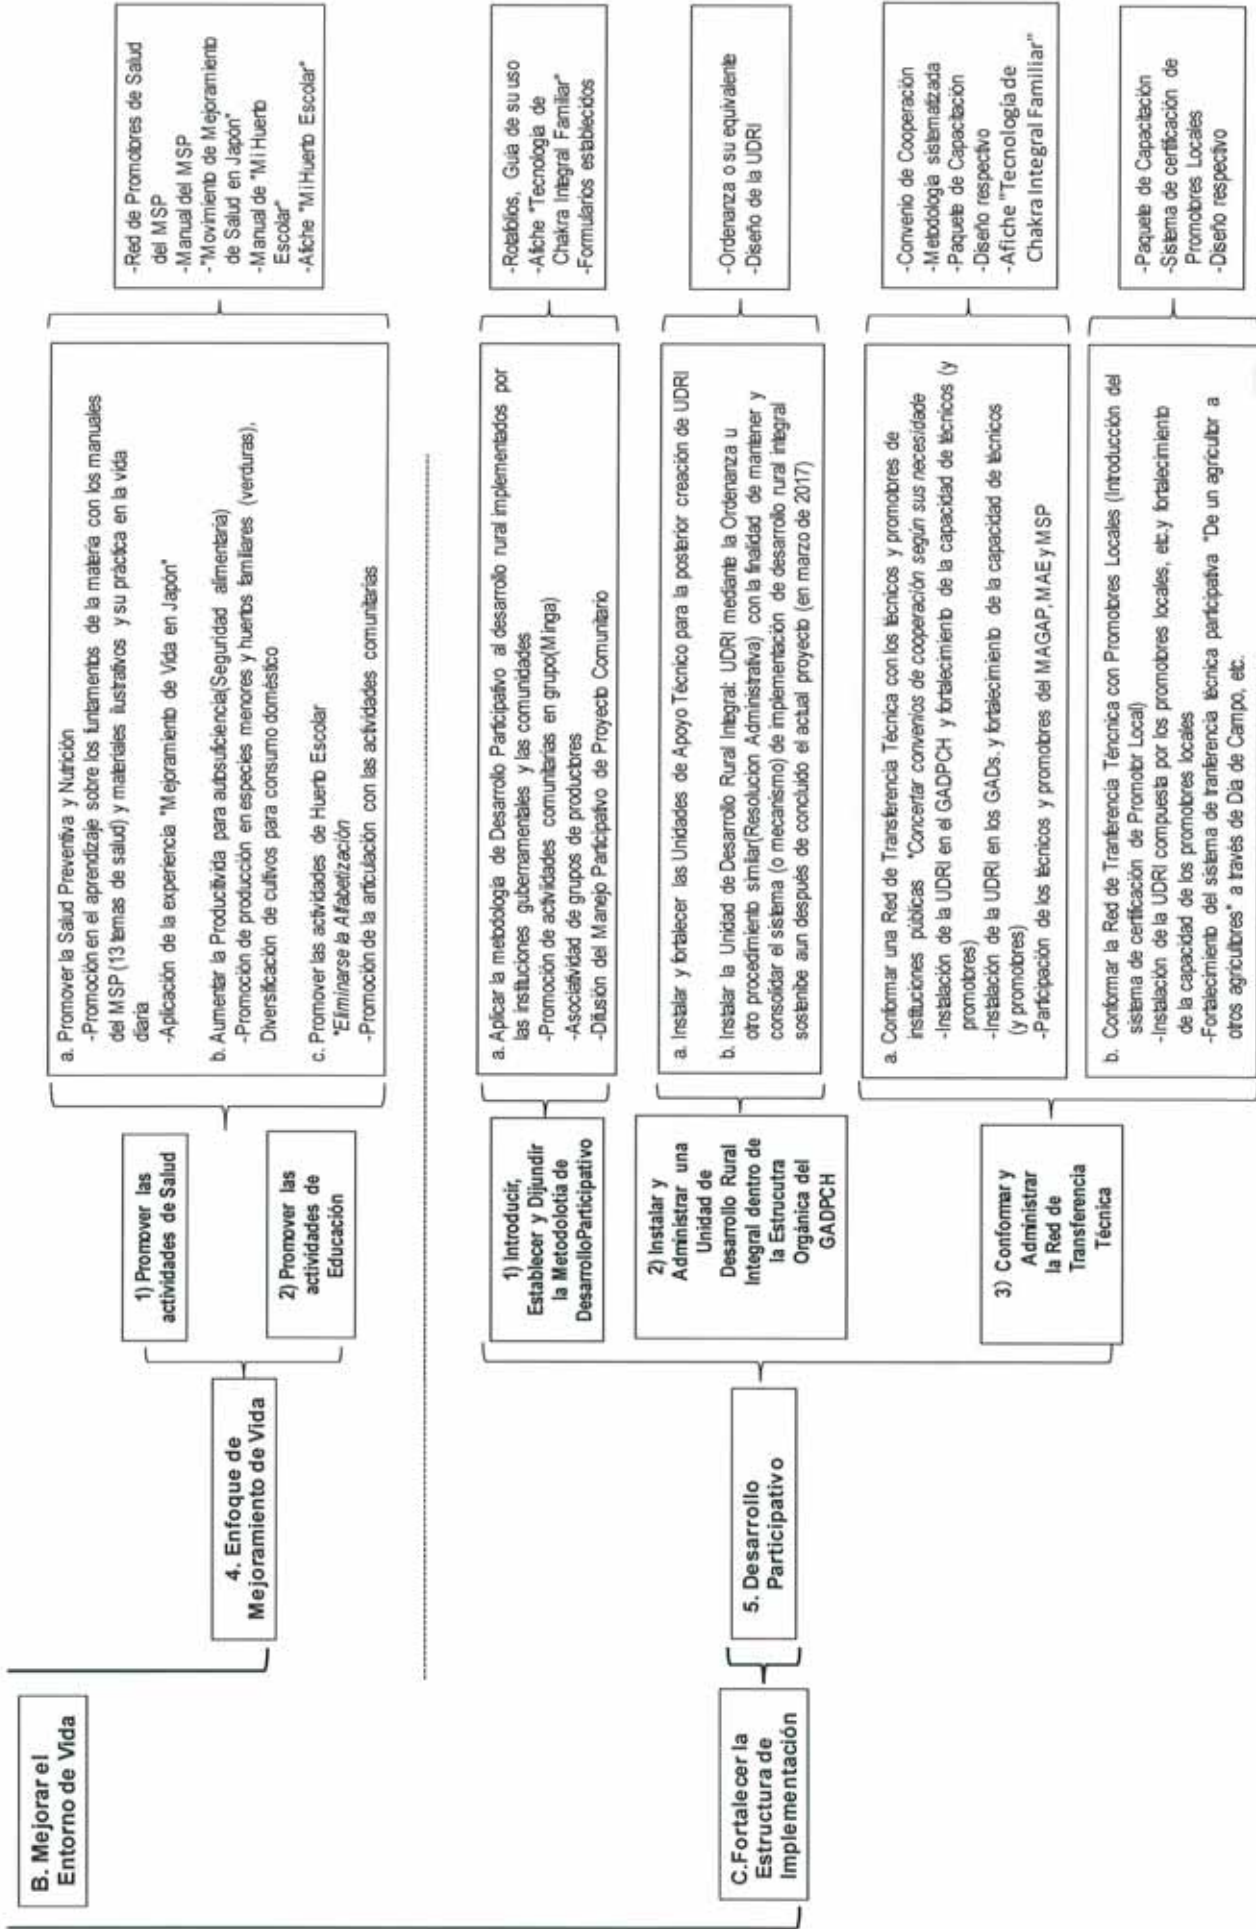 B. Mejorar el
Entorno de Vida
4. Enfoque de
Mejoramiento de Vida
1) Promover las
actividades de Salud
2) Promover las
actividades de
Educación
a. Promover la Salud Preventiva y Nutrición
-Promoción en el aprendizaje sobre los funtamentos de la materia con los manuales
del MSP (13 temas de salud) y materiales ilustrativos y su práctica en la vida
diaria
-Aplicación de la experiencia "Mejoramiento de Vida en Japón"
b. Aumentar la Productivida para autosuficiencia(Seguridad alimentaria)
-Promoción de producción en especies menores y huertos familiares (verduras),
Diversificación de cultivos para consumo doméstico
c. Promover las actividades de Huerto Escolar
*Eliminarse la Alfabetización
-Promoción de la articulación con las actividades comunitarias
-Red de Promotores de Salud
del MSP
-Manual del MSP
-"Movimiento de Mejoramiento
de Salud en Japón"
-Manual de "Mi Huerto
Escolar"
-Afiche "Mi Huerto Escolar"
C.Fortalecer la
Estructura de
Implementación
5. Desarrollo
Participativo
1) Introducir,
Establecer y Dijundir
la Metodolotia de
DesarrolloParticipativo
a. Aplicar la metodología de Desarrollo Participativo al desarrollo rural implementados por
las instituciones gubernamentales y las comunidades
-Promoción de actividades comunitarias en grupo(Minga)
-Asociatividad de grupos de productores
-Difusión del Manejo Participativo de Proyecto Comunitario
-Rotafolios, Guía de su uso
-Afiche "Tecnología de
Chakra Integral Familiar"
-Formularios establecidos
2) Instalar y
Administrar una
Unidad de
Desarrollo Rural
Integral dentro de
la Estrucutra
Orgánica del
GADPCH
a. Instalar y fortalecer las Unidades de Apoyo Técnico para la posterior creación de UDRI
b. Instalar la Unidad de Desarrollo Rural Integral: UDRI mediante la Ordenanza u
otro procedimiento similar(Resolucion Administrativa) con la finalidad de mantener y
consolidar el sistema (o mecanismo) de implementación de desarrollo rural integral
sostenibe aun después de concluido el actual proyecto (en marzo de 2017)
-Ordenanza o su equivalente
-Diseño de la UDRI
3) Conformar y
Administrar
la Red de
Transferencia
Técnica
a. Conformar una Red de Transferencia Técnica con los técnicos y promotores de
instituciones públicas *Concertar convenios de cooperación según sus necesidade
-Instalación de la UDRI en el GADPCH y fortalecimiento de la capacidad de técnicos (y
promotores)
-Instalación de la UDRI en los GADs. y fortalecimiento de la capacidad de técnicos
(y promotores)
-Participación de los técnicos y promotores del MAGAP, MAE y MSP
-Convenio de Cooperación
-Metodología sistematizada
-Paquete de Capacitación
-Diseño respectivo
-Afiche "Tecnología de
Chakra Integral Familiar"
b. Conformar la Red de Tranferencia Téncnica con Promotores Locales (Introducción del
sistema de certificación de Promotor Local)
-Instalación de la UDRI compuesta por los promotores locales, etc.y fortalecimiento
de la capacidad de los promotores locales
-Fortalecimiento del sistema de tranferencia técnica participativa "De un agricultor a
otros agricultores" a través de Día de Campo, etc.
-Paquete de Capacitación
-Sistema de certificación de
Promotores Locales
-Diseño respectivo